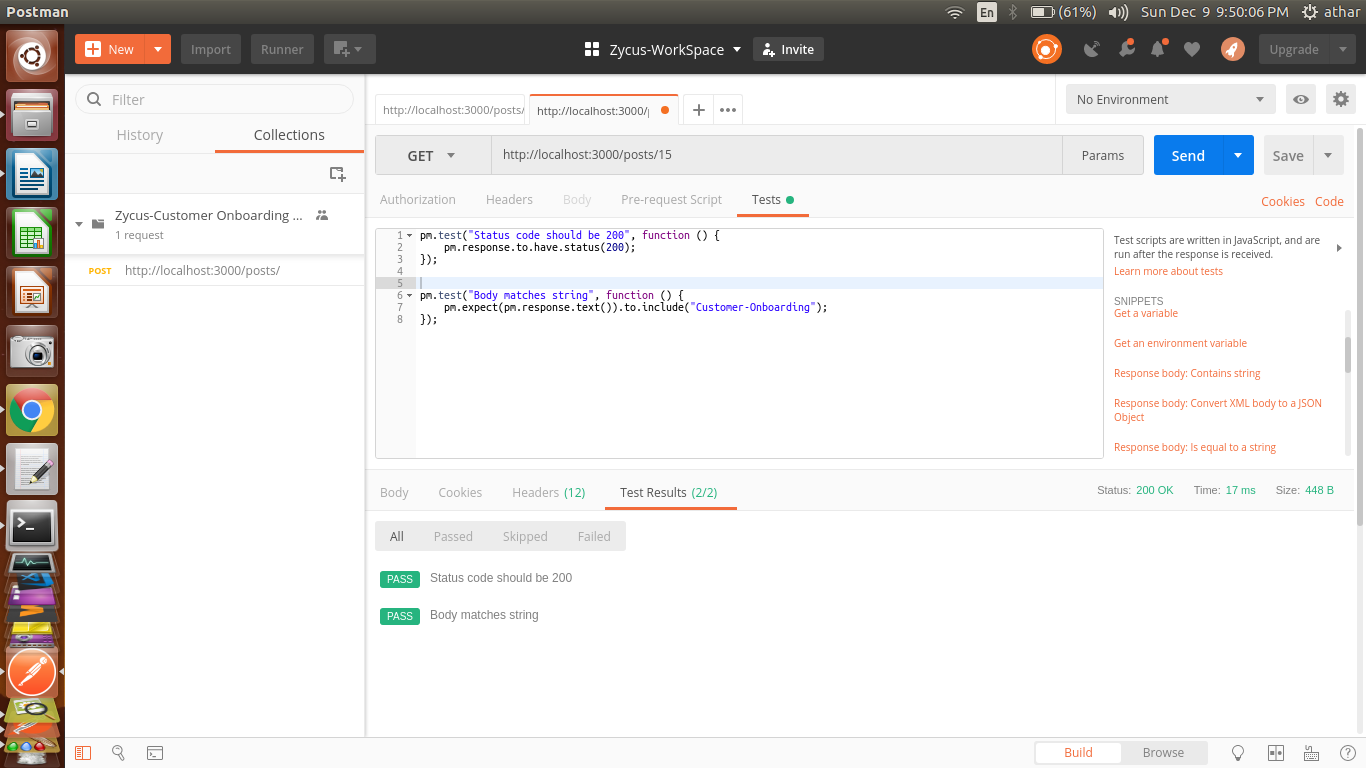 Postman
En
(61%)
Sun Dec 9 9:50:06 PM
athar
New
Import
Runner
Zycus-WorkSpace
Invite
Upgrade
Filter
History
Collections
Zycus-Customer Onboarding ...
1 request
POST http://localhost:3000/posts/
http://localhost:3000/posts/
http://localhost:3000/p
No Environment
GET
http://localhost:3000/posts/15
Params
Send
Save
Authorization
Headers
Body
Pre-request Script
Tests
Cookies
Code
1 pm.test("Status code should be 200", function () {
2 pm.response.to.have.status(200);
3 });
4
5
6 pm.test("Body matches string", function () {
7 pm.expect(pm.response.text()).to.include("Customer-Onboarding");
8 });
Test scripts are written in JavaScript, and are
run after the response is received.
Learn more about tests
SNIPPETS
Get a variable
Get an environment variable
Response body: Contains string
Response body: Convert XML body to a JSON
Object
Response body: Is equal to a string
Body
Cookies
Headers (12)
Test Results (2/2)
Status: 200 OK
Time: 17 ms
Size: 448 B
All
Passed
Skipped
Failed
PASS Status code should be 200
PASS Body matches string
Build
Browse